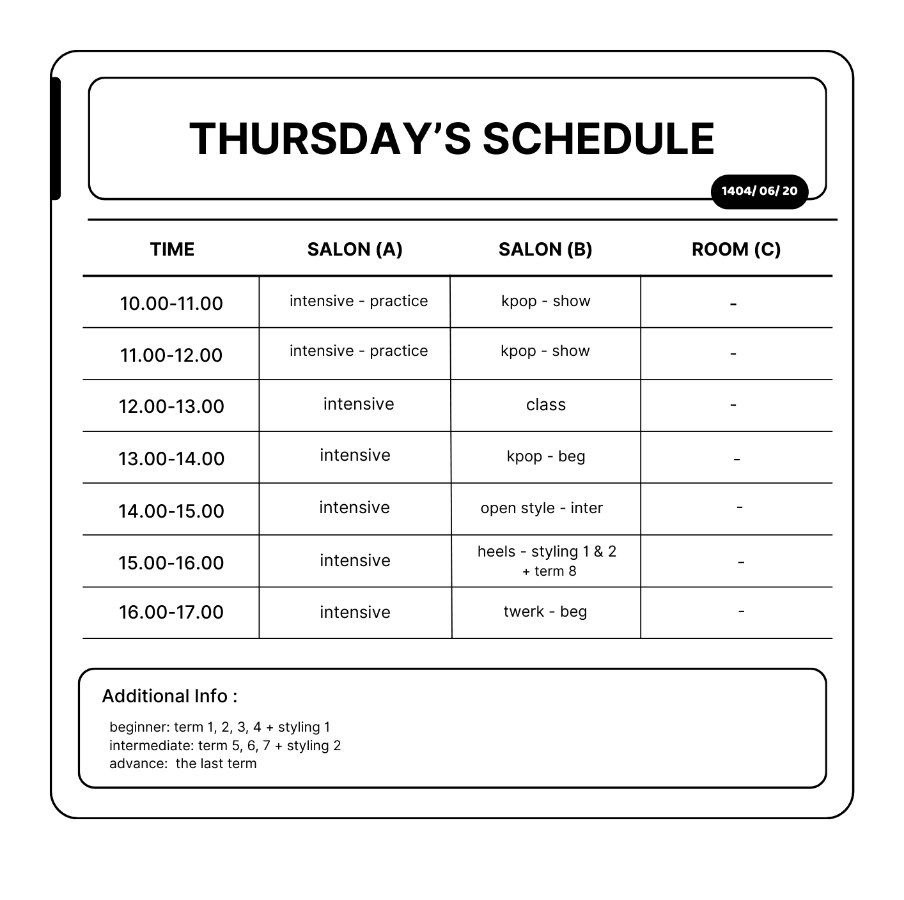 THURSDAY’S SCHEDULE
1404/ 06/ 20
TIME SALON (A) SALON (B) ROOM (C)
10.00-11.00 intensive - practice kpop - show -
11.00-12.00 intensive - practice kpop - show -
12.00-13.00 intensive class -
13.00-14.00 intensive kpop - beg -
14.00-15.00 intensive open style - inter -
15.00-16.00 intensive heels - styling 1 & 2 -
+ term 8
16.00-17.00 intensive twerk - beg -
Additional Info :
beginner: term 1, 2, 3, 4 + styling 1
intermediate: term 5, 6, 7 + styling 2
advance: the last term